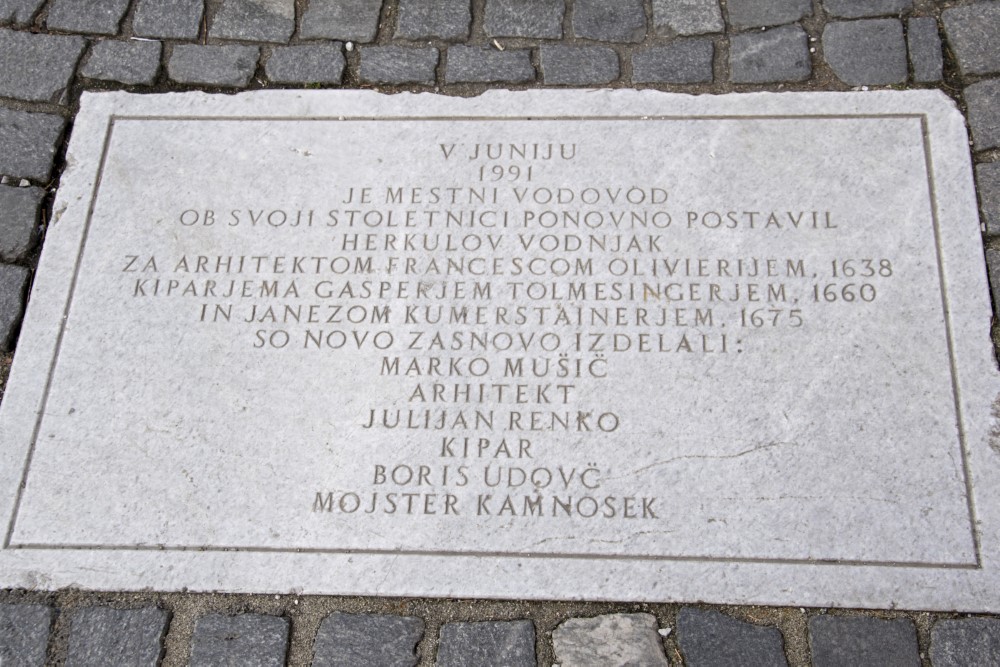 V JUNIJU
1991
JE MESTNI VODOVOD
OB SVOJI STOLETNICI PONOVNO POSTAVIL
HERKULOV VODNJAK
ZA ARHITEKTOM FRANCESCOM OLIVIERIJEM, 1638
KIPARJEMA GASPERJEM TOLMESINGERJEM, 1660
IN JANEZOM KUMERSTAINERJEM, 1675
SO NOVO ZASNOVO IZDELALI:
MARKO MUŠIČ
ARHITEKT
JULIJAN RENKO
KIPAR
BORIS UDOVČ
MOJSTER KAMNOSEK